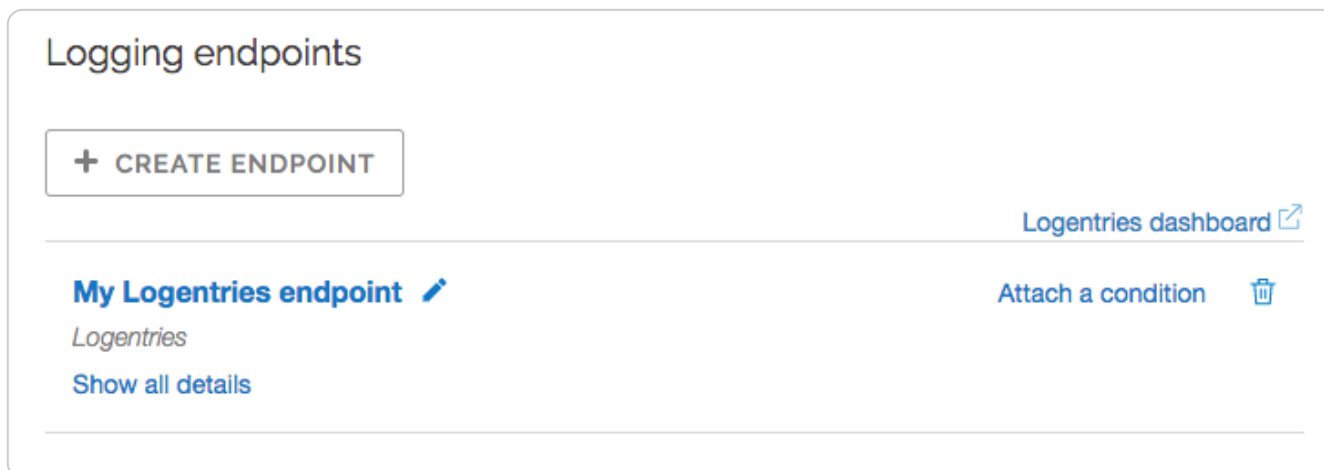 Logging endpoints
+ CREATE ENDPOINT
Logentries dashboard
My Logentries endpoint
Attach a condition
Logentries
Show all details